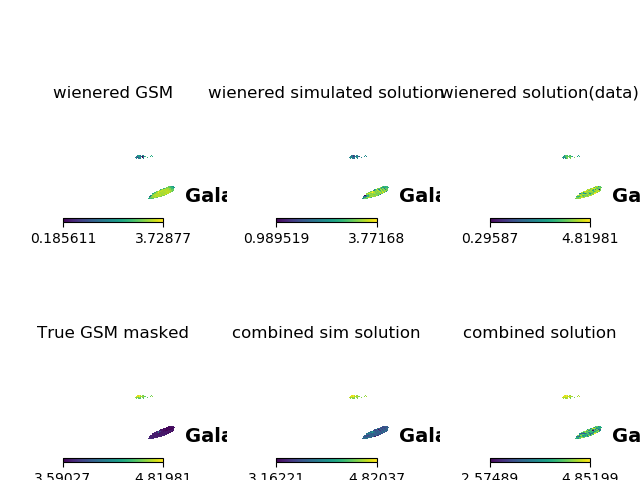 wienered GSM wienered simulated solution wienered solution(data)
Gala Gala Ga
0.185611 3.72877 0.989519 3.77168 0.29587 4.81981
True GSM masked combined sim solution combined solution
Gala Gala Ga
3.59027 4.81981 3.16221 4.82037 2.57489 4.85199